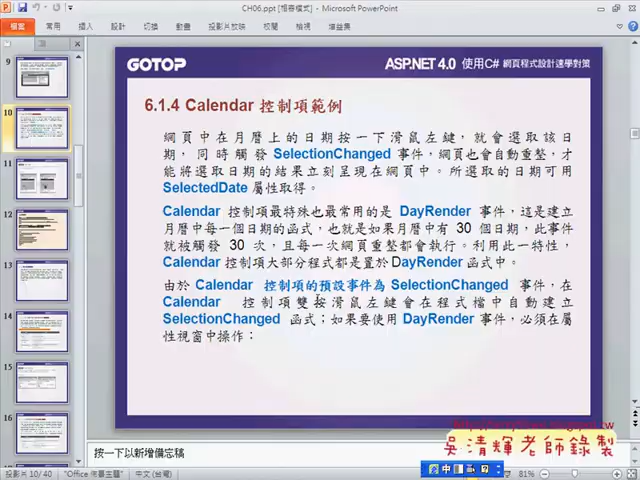 CH06.ppt [相容模式] - Microsoft PowerPoint
檔案 常用 插入 設計 切換 動畫 投影片放映 校閱 檢視 增益集
GOTOP
ASP.NET 4.0 使用C# 網頁程式設計速學對策
6.1.4 Calendar 控制項範例
網頁中在月曆上的日期按一下滑鼠左鍵，就會選取該日
期，同時觸發 SelectionChanged 事件，網頁也會自動重整，才
能將選取日期的結果立刻呈現在網頁中。所選取的日期可用
SelectedDate 屬性取得。
Calendar 控制項最特殊也最常用的是 DayRender 事件，這是建立
月曆中每一個日期的函式，也就是如果月曆中有 30 個日期，此事件
就被觸發 30 次，且每一次網頁重整都會執行。利用此一特性，
Calendar 控制項大部分程式都是置於 DayRender 函式中。
由於 Calendar 控制項的預設事件為 SelectionChanged 事件，在
Calendar 控制項雙按滑鼠左鍵會在程式檔中自動建立
SelectionChanged 函式；如果要使用 DayRender 事件，必須在屬
性視窗中操作：
9
10
11
12
13
14
15
16
按一下以新增備忘稿
吳清輝老師錄製
投影片 10/40 "Office 佈景主題" 中文(台灣) 81%